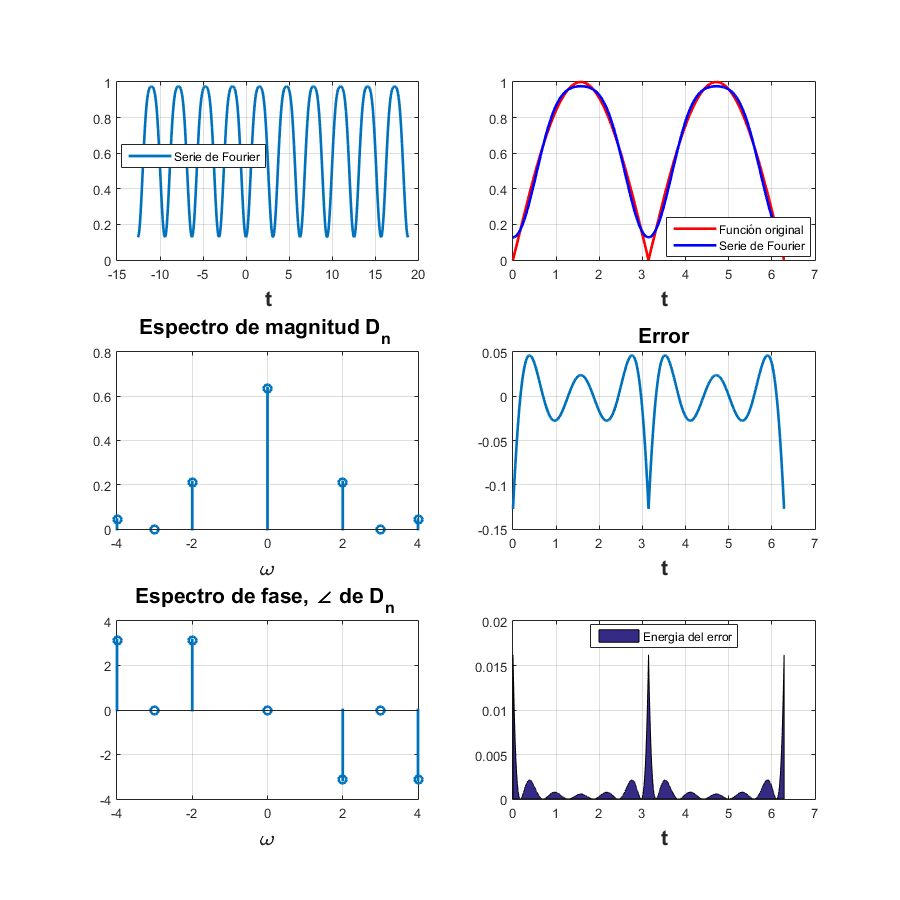 1
0.8
0.6
0.4
0.2
0
Serie de Fourier
-15 -10 -5 0 5 10 15 20
t
1
0.8
0.6
0.4
0.2
0
Función original
Serie de Fourier
0 1 2 3 4 5 6 7
t
Espectro de magnitud Dn
0.8
0.6
0.4
0.2
0
-4 -2 0 2 4
ω
Error
0.05
0
-0.05
-0.1
-0.15
0 1 2 3 4 5 6 7
t
Espectro de fase, ∠ de Dn
4
2
0
-2
-4
-4 -2 0 2 4
ω
0.02
0.015
0.01
0.005
0
Energia del error
0 1 2 3 4 5 6 7
t